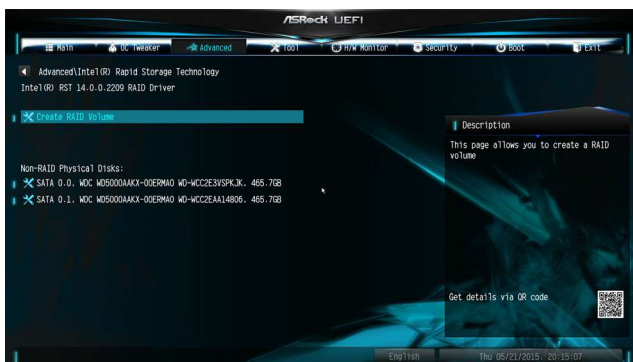 ASRock UEFI
Main OC Tweaker Advanced Tool H/W Monitor Security Boot Exit
Advanced\Intel(R) Rapid Storage Technology
Intel(R) RST 14.0.0.2209 RAID Driver
Create RAID Volume
Description
This page allows you to create a RAID
volume
Non-RAID Physical Disks:
SATA 0.0. WDC WD5000AAKX-00ERMA0 WD-WCC2E3VSPKJK. 465.7GB
SATA 0.1. WDC WD5000AAKX-00ERMA0 WD-WCC2EAA14806. 465.7GB
Get details via QR code
English Thu 05/21/2015. 20:15:07